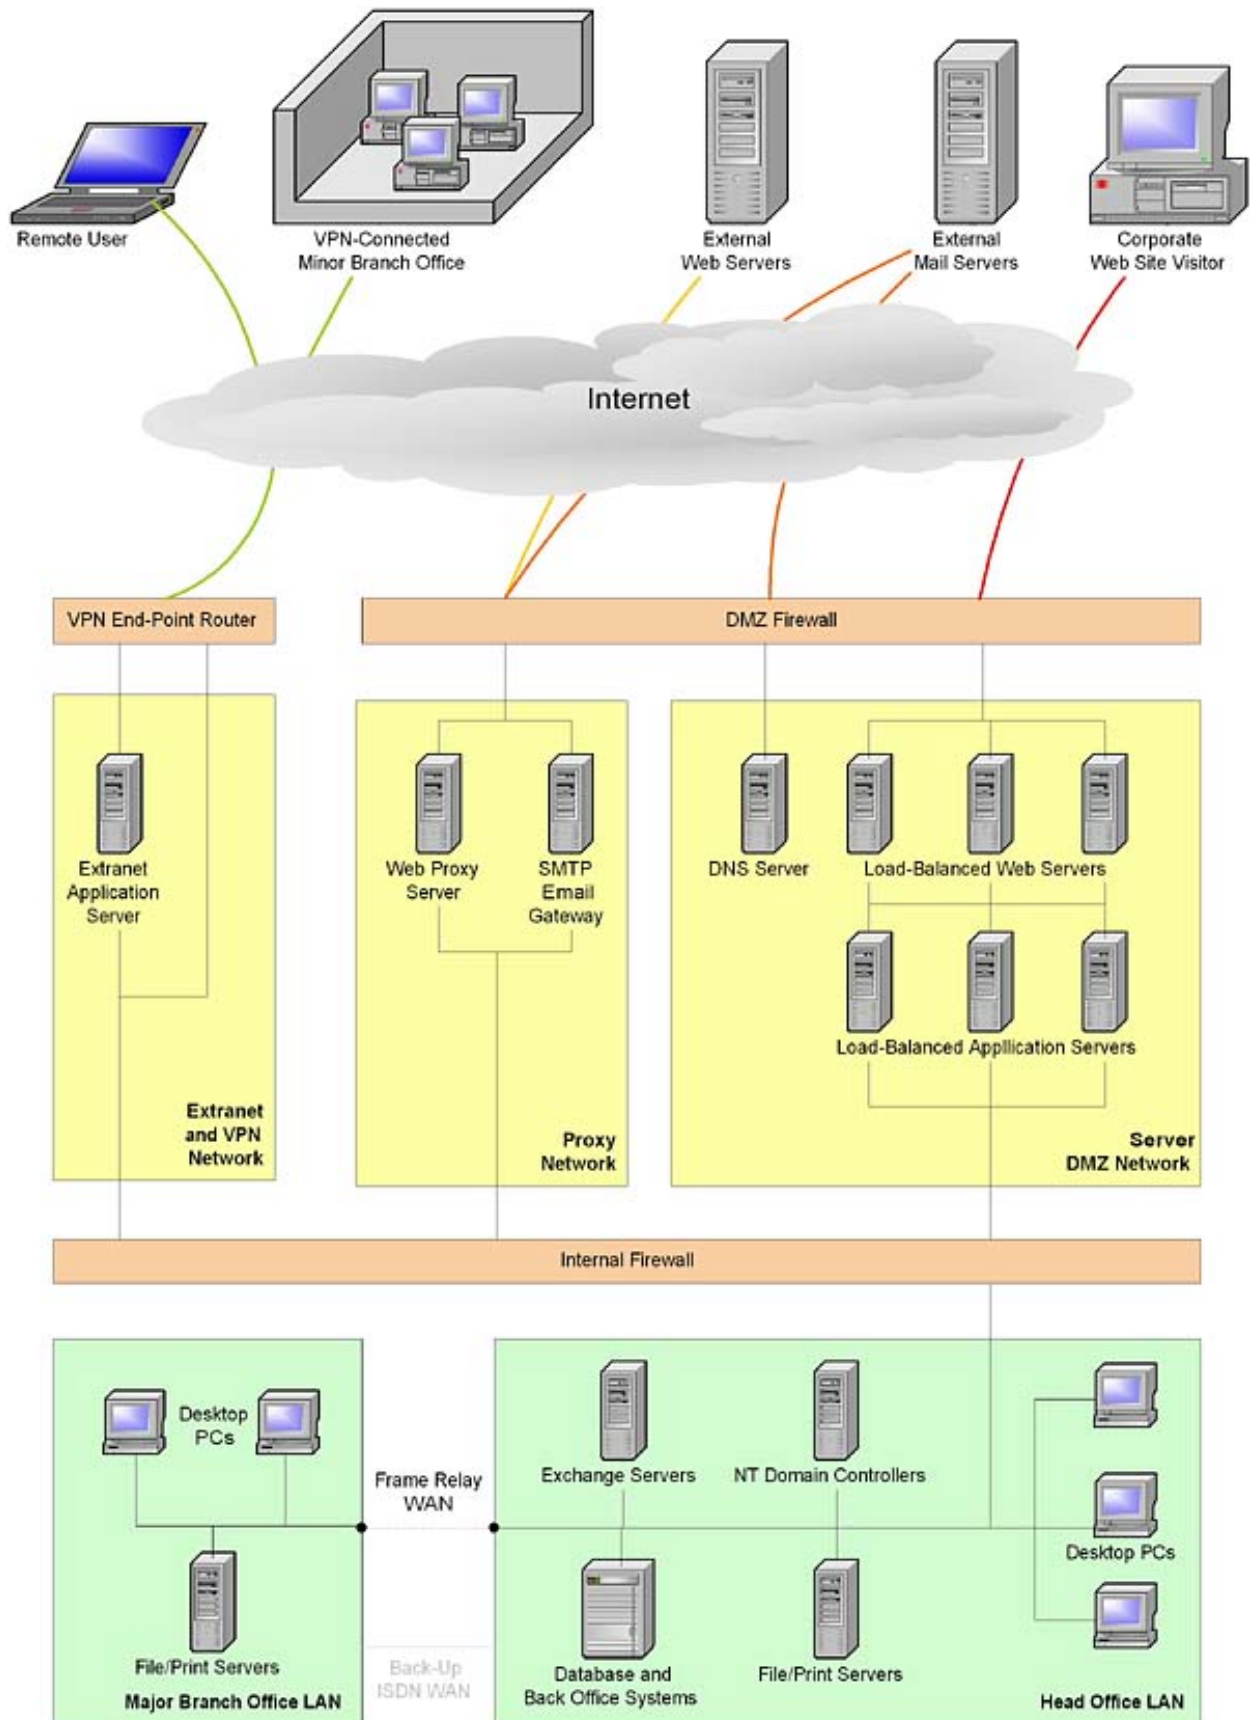 Remote User
VPN-Connected
Minor Branch Office
External
Web Servers
External
Mail Servers
Corporate
Web Site Visitor
Internet
VPN End-Point Router
DMZ Firewall
Extranet
Application
Server
Web Proxy
Server
SMTP
Email
Gateway
DNS Server
Load-Balanced Web Servers
Load-Balanced Appllication Servers
Extranet
and VPN
Network
Proxy
Network
Server
DMZ Network
Internal Firewall
Desktop
PCs
Frame Relay
WAN
Exchange Servers
NT Domain Controllers
Desktop PCs
File/Print Servers
Major Branch Office LAN
Back-Up
ISDN WAN
Database and
Back Office Systems
File/Print Servers
Head Office LAN